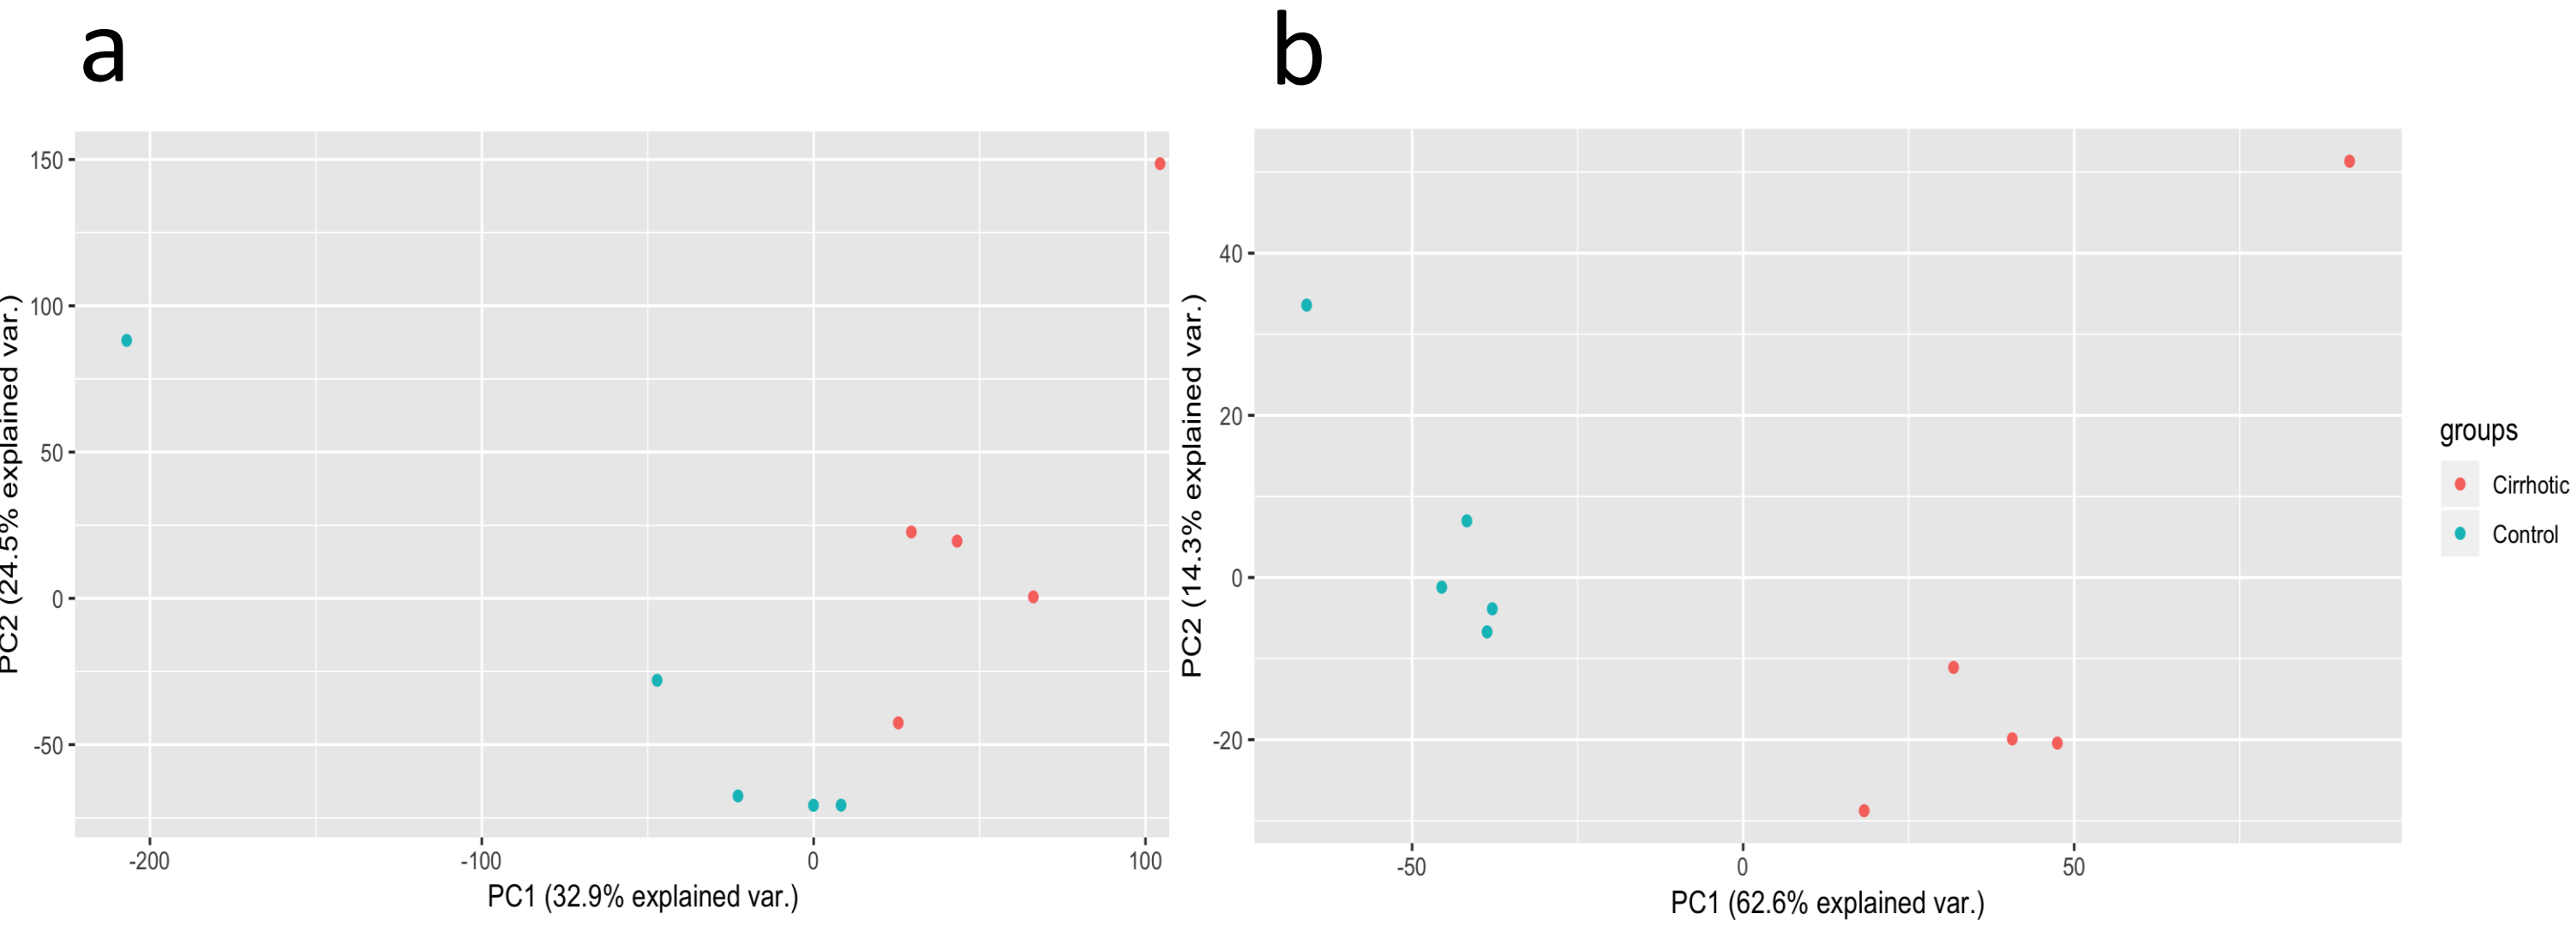 a
b
150
100
50
0
-50
-200
-100
0
100
PC1 (32.9% explained var.)
PC2 (24.5% explained var.)
40
20
0
-20
-50
0
50
PC1 (62.6% explained var.)
PC2 (14.3% explained var.)
groups
Cirrhotic
Control